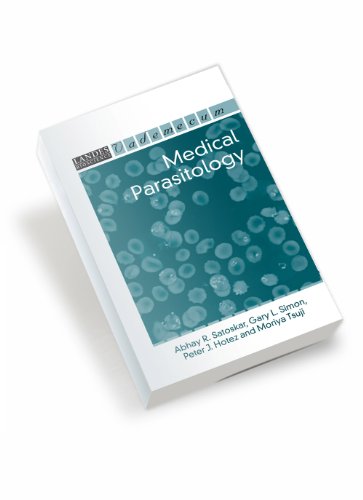 LANDES
BIOSCIENCE
Vademecum
Medical
Parasitology
Abhay R. Satoskar, Gary L. Simon,
Peter J. Hotez and Moriya Tsuji